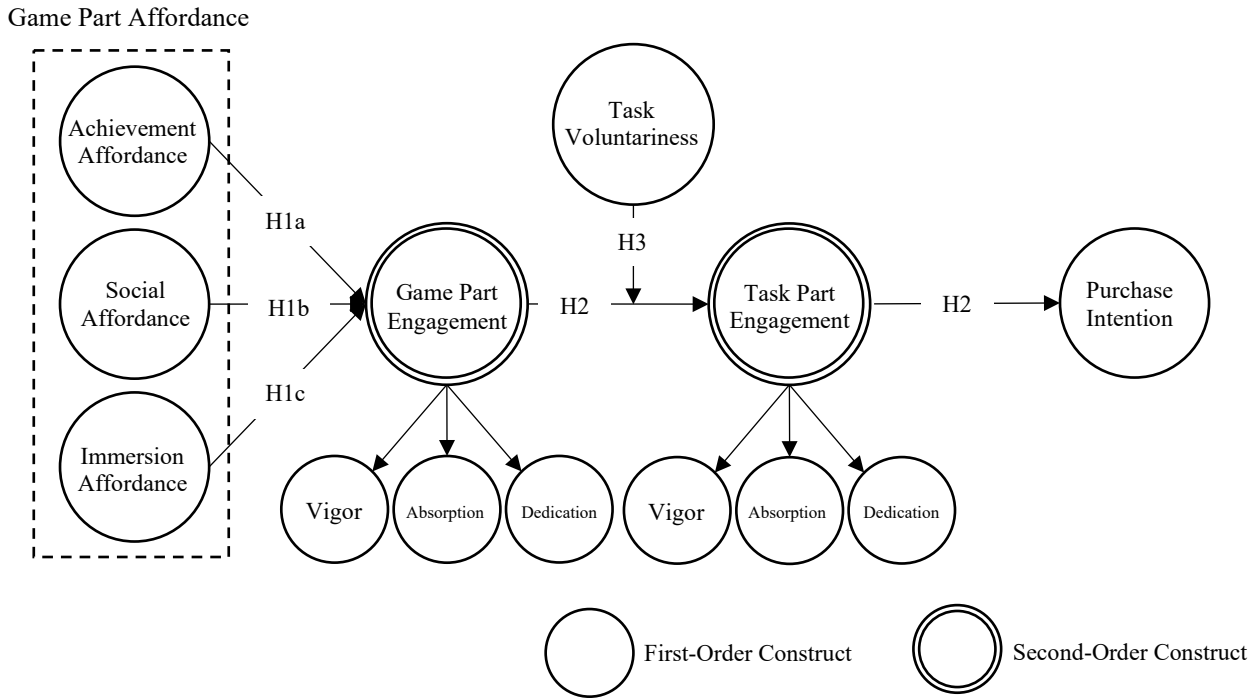 Game Part Affordance
Achievement
Affordance
Task
Voluntariness
H1a
H3
Social
Affordance
H1b
Game Part
Engagement
H2
Task Part
Engagement
H2
Purchase
Intention
H1c
Immersion
Affordance
Vigor
Absorption
Dedication
Vigor
Absorption
Dedication
First-Order Construct
Second-Order Construct